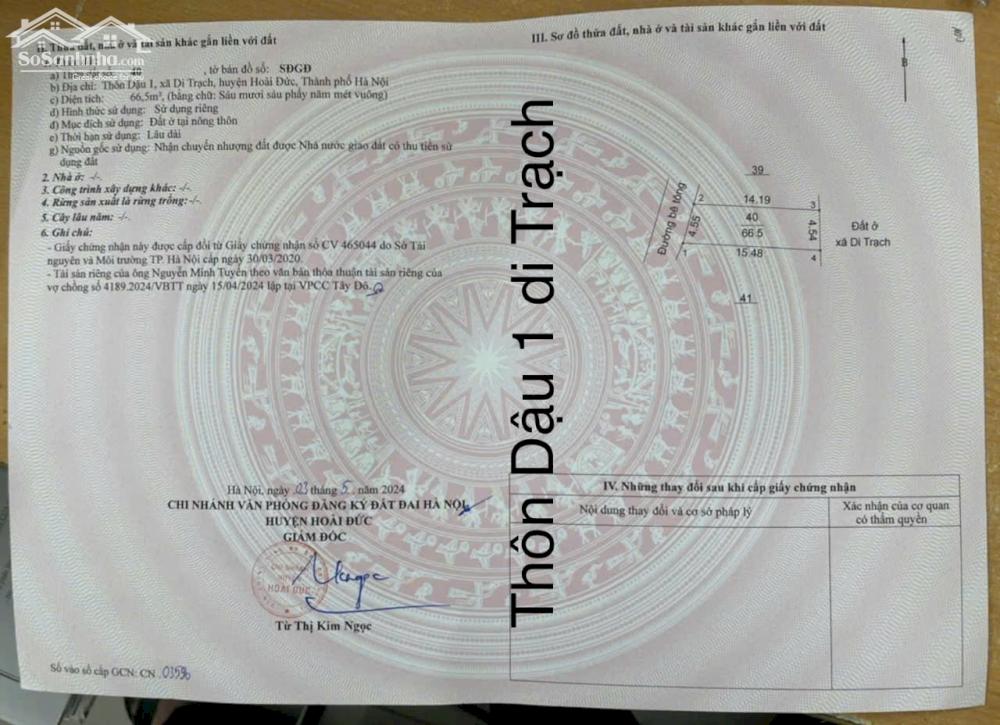 SoSanhnha.com
Great choice for you
II. Thửa đất, nhà ở và tài sản khác gắn liền với đất
a) Thửa đất số: 40, tờ bản đồ số: SĐGĐ
b) Địa chỉ: Thôn Dậu 1, xã Di Trạch, huyện Hoài Đức, Thành phố Hà Nội
c) Diện tích: 66,5m², (bằng chữ: Sáu mươi sáu phẩy năm mét vuông)
d) Hình thức sử dụng: Sử dụng riêng
đ) Mục đích sử dụng: Đất ở tại nông thôn
e) Thời hạn sử dụng: Lâu dài
g) Nguồn gốc sử dụng: Nhận chuyển nhượng đất được Nhà nước giao đất có thu tiền sử
dụng đất
2. Nhà ở: -/-
3. Công trình xây dựng khác: -/-
4. Rừng sản xuất là rừng trồng: -/-
5. Cây lâu năm: -/-
6. Ghi chú:
- Giấy chứng nhận này được cấp đổi từ Giấy chứng nhận số CV 465044 do Sở Tài
nguyên và Môi trường TP. Hà Nội cấp ngày 30/03/2020.
- Tài sản riêng của ông Nguyễn Minh Tuyển theo văn bản thỏa thuận tài sản riêng của
vợ chồng số 4189.2024/VBTT ngày 15/04/2024 lập tại VPCC Tây Đô.
Hà Nội, ngày 03 tháng 5 năm 2024
CHI NHÁNH VĂN PHÒNG ĐĂNG KÝ ĐẤT ĐAI HÀ NỘI
HUYỆN HOÀI ĐỨC
GIÁM ĐỐC
HOÀI ĐỨC
Từ Thị Kim Ngọc
Số vào sổ cấp GCN: CN 03596
Thôn Dậu 1 di Trạch
III. Sơ đồ thửa đất, nhà ở và tài sản khác gắn liền với đất
B
39
2
14.19
3
Đường bê tông
4.55
40
66.5
4.54
Đất ở
xã Di Trạch
1
15.48
4
41
IV. Những thay đổi sau khi cấp giấy chứng nhận
Nội dung thay đổi và cơ sở pháp lý
Xác nhận của cơ quan
có thẩm quyền